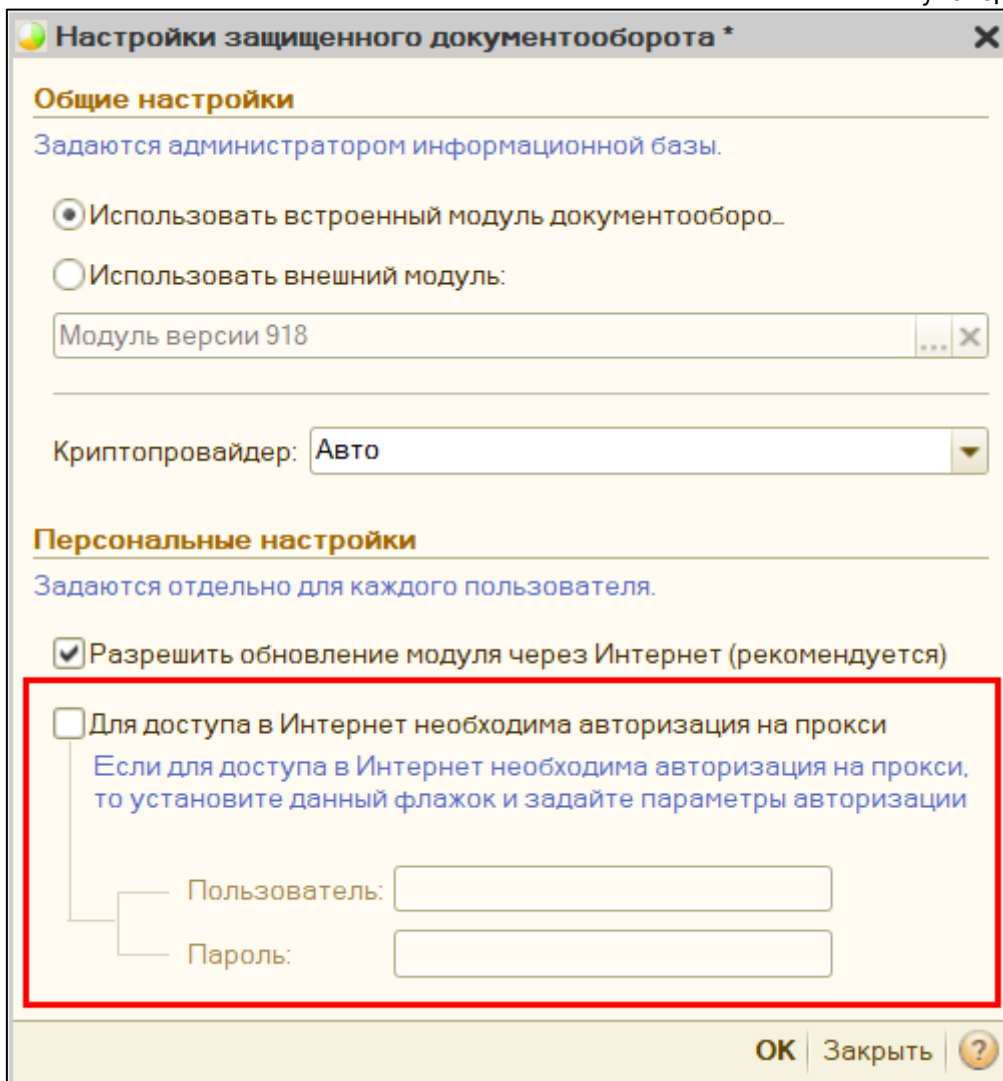 Настройки защищенного документооборота *
Общие настройки
Задаются администратором информационной базы.
Использовать встроенный модуль документооборо...
Использовать внешний модуль:
Модуль версии 918
...
Криптопровайдер: Авто
Персональные настройки
Задаются отдельно для каждого пользователя.
Разрешить обновление модуля через Интернет (рекомендуется)
Для доступа в Интернет необходима авторизация на прокси
Если для доступа в Интернет необходима авторизация на прокси,
то установите данный флажок и задайте параметры авторизации
Пользователь:
Пароль:
OK Закрыть ?